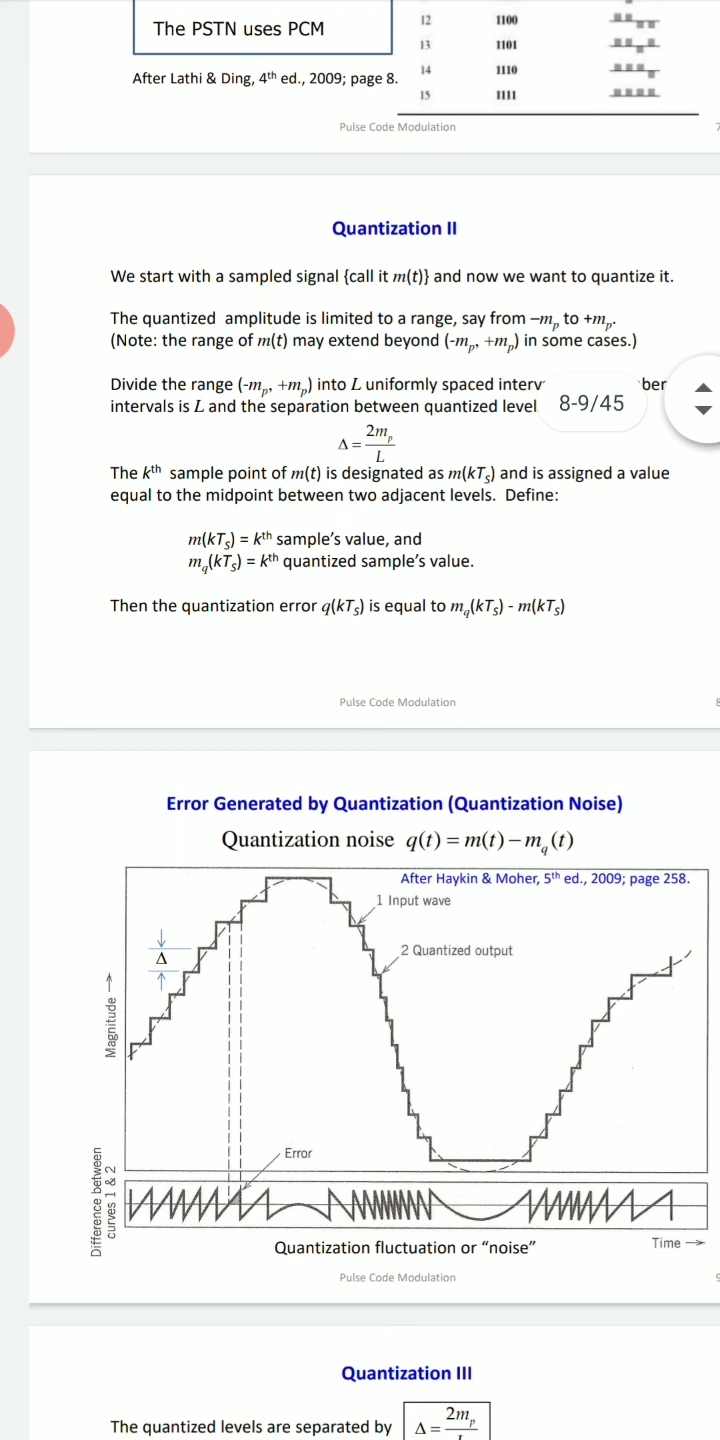 The PSTN uses PCM
12 1100
13 1101
14 1110
15 1111
After Lathi & Ding, 4th ed., 2009; page 8.
Pulse Code Modulation
7
Quantization II
We start with a sampled signal {call it m(t)} and now we want to quantize it.
The quantized amplitude is limited to a range, say from –mp to +mp.
(Note: the range of m(t) may extend beyond (-mp, +mp) in some cases.)
Divide the range (-mp, +mp) into L uniformly spaced
intervals is L and the separation between quantized
8-9/45
Δ = 2mp / L
The kth sample point of m(t) is designated as m(kTS) and is assigned a value
equal to the midpoint between two adjacent levels. Define:
m(kTS) = kth sample's value, and
mq(kTS) = kth quantized sample's value.
Then the quantization error q(kTS) is equal to mq(kTS) - m(kTS)
Pulse Code Modulation
8
Error Generated by Quantization (Quantization Noise)
Quantization noise q(t) = m(t) − mq(t)
After Haykin & Moher, 5th ed., 2009; page 258.
1 Input wave
2 Quantized output
Δ
Magnitude
Error
Difference between
curves 1 & 2
Quantization fluctuation or "noise"
Time
Pulse Code Modulation
9
Quantization III
The quantized levels are separated by Δ = 2mp / L